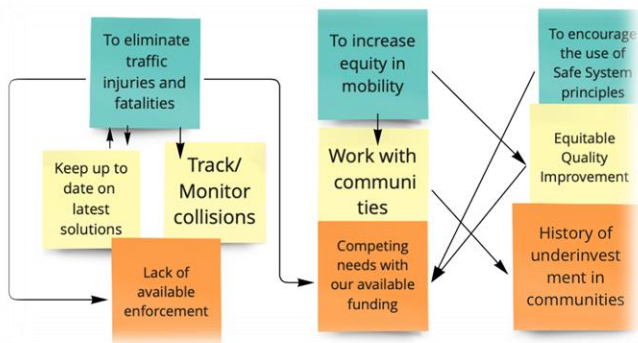 To eliminate
traffic
injuries and
fatalities
To increase
equity in
mobility
To encourage
the use of
Safe System
principles
Keep up to
date on
latest
solutions
Track/
Monitor
collisions
Work with
communi
ties
Equitable
Quality
Improvement
Lack of
available
enforcement
Competing
needs with
our available
funding
History of
underinvest
ment in
communities